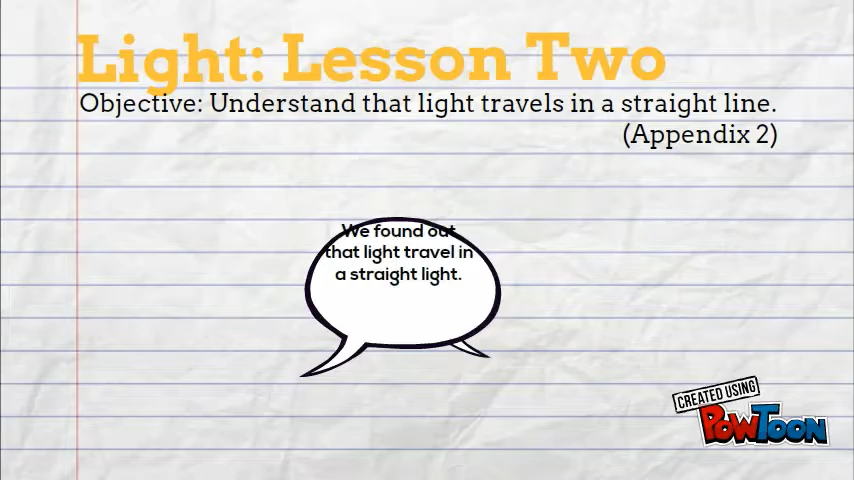 Light: Lesson Two
Objective: Understand that light travels in a straight line.
(Appendix 2)
We found out
that light travel in
a straight light.
CREATED USING
POWTOON